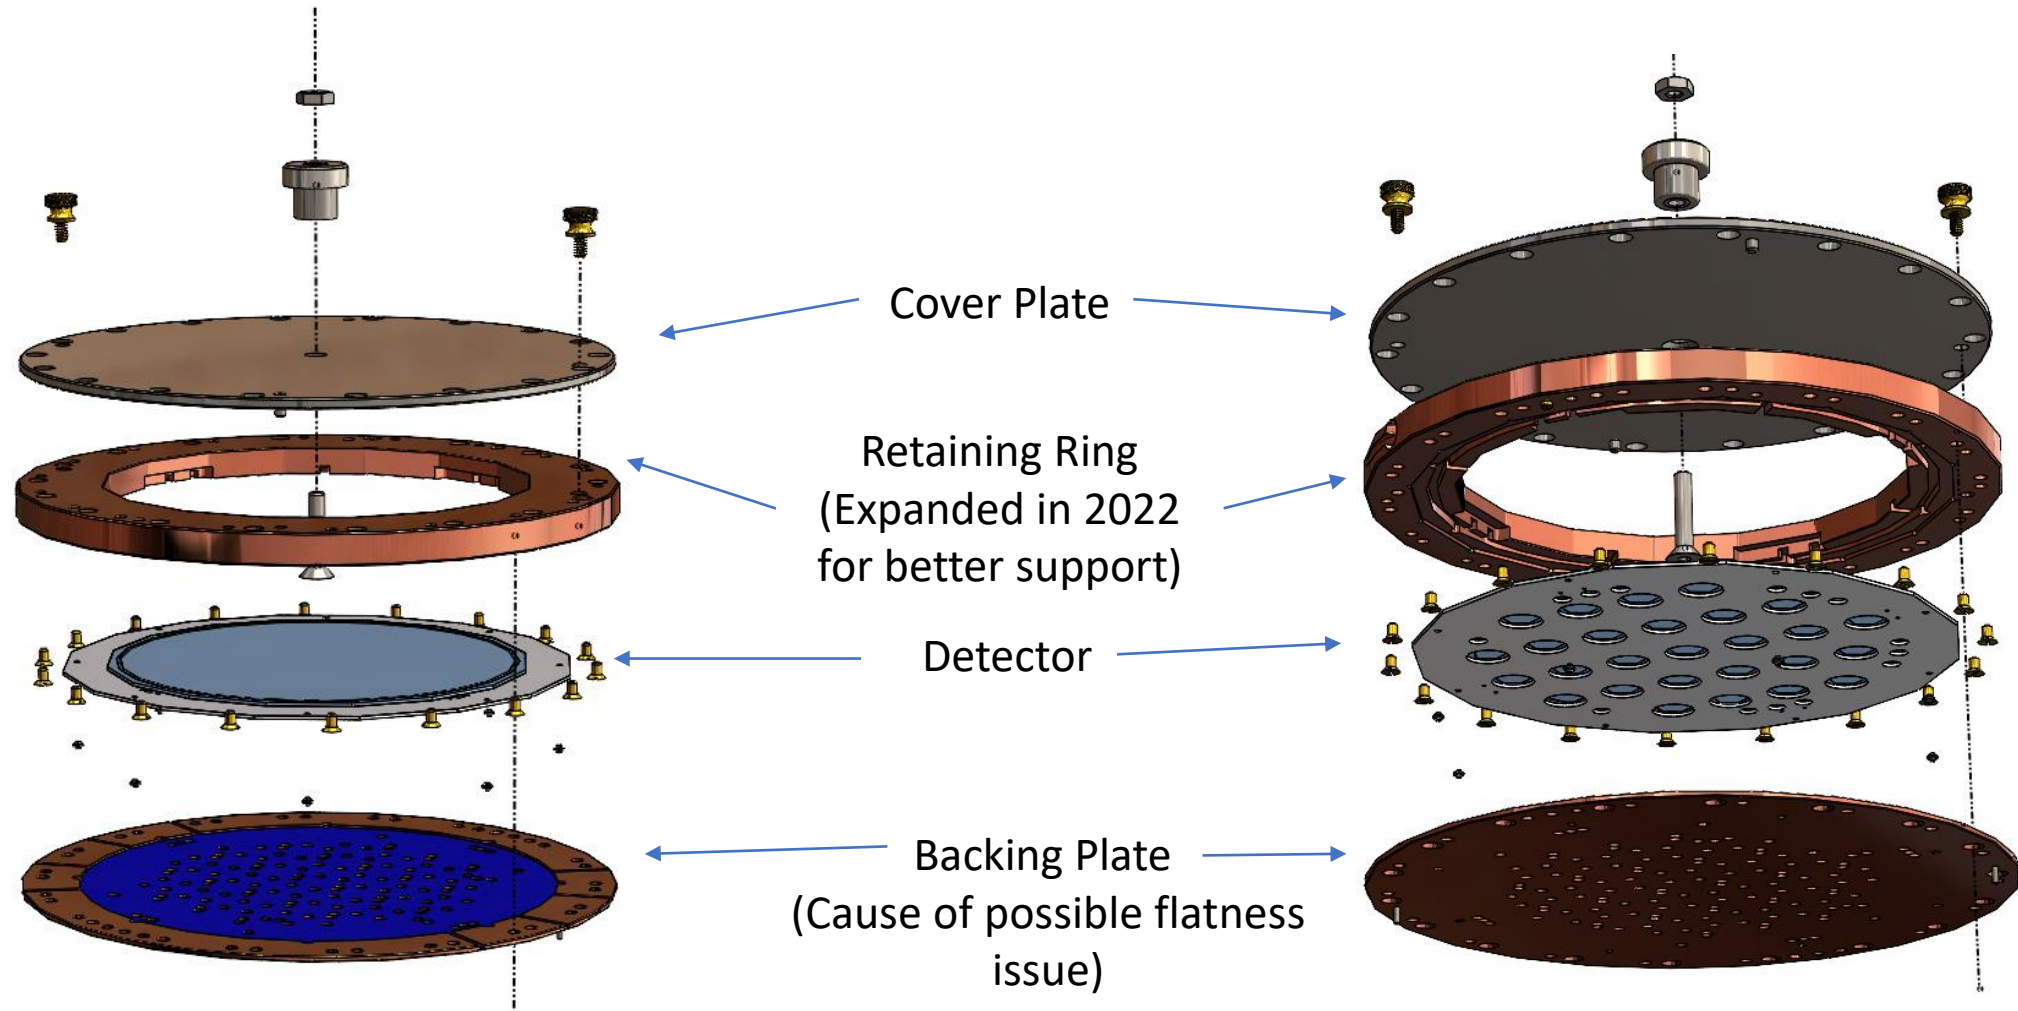 Cover Plate
Retaining Ring
(Expanded in 2022
for better support)
Detector
Backing Plate
(Cause of possible flatness
issue)